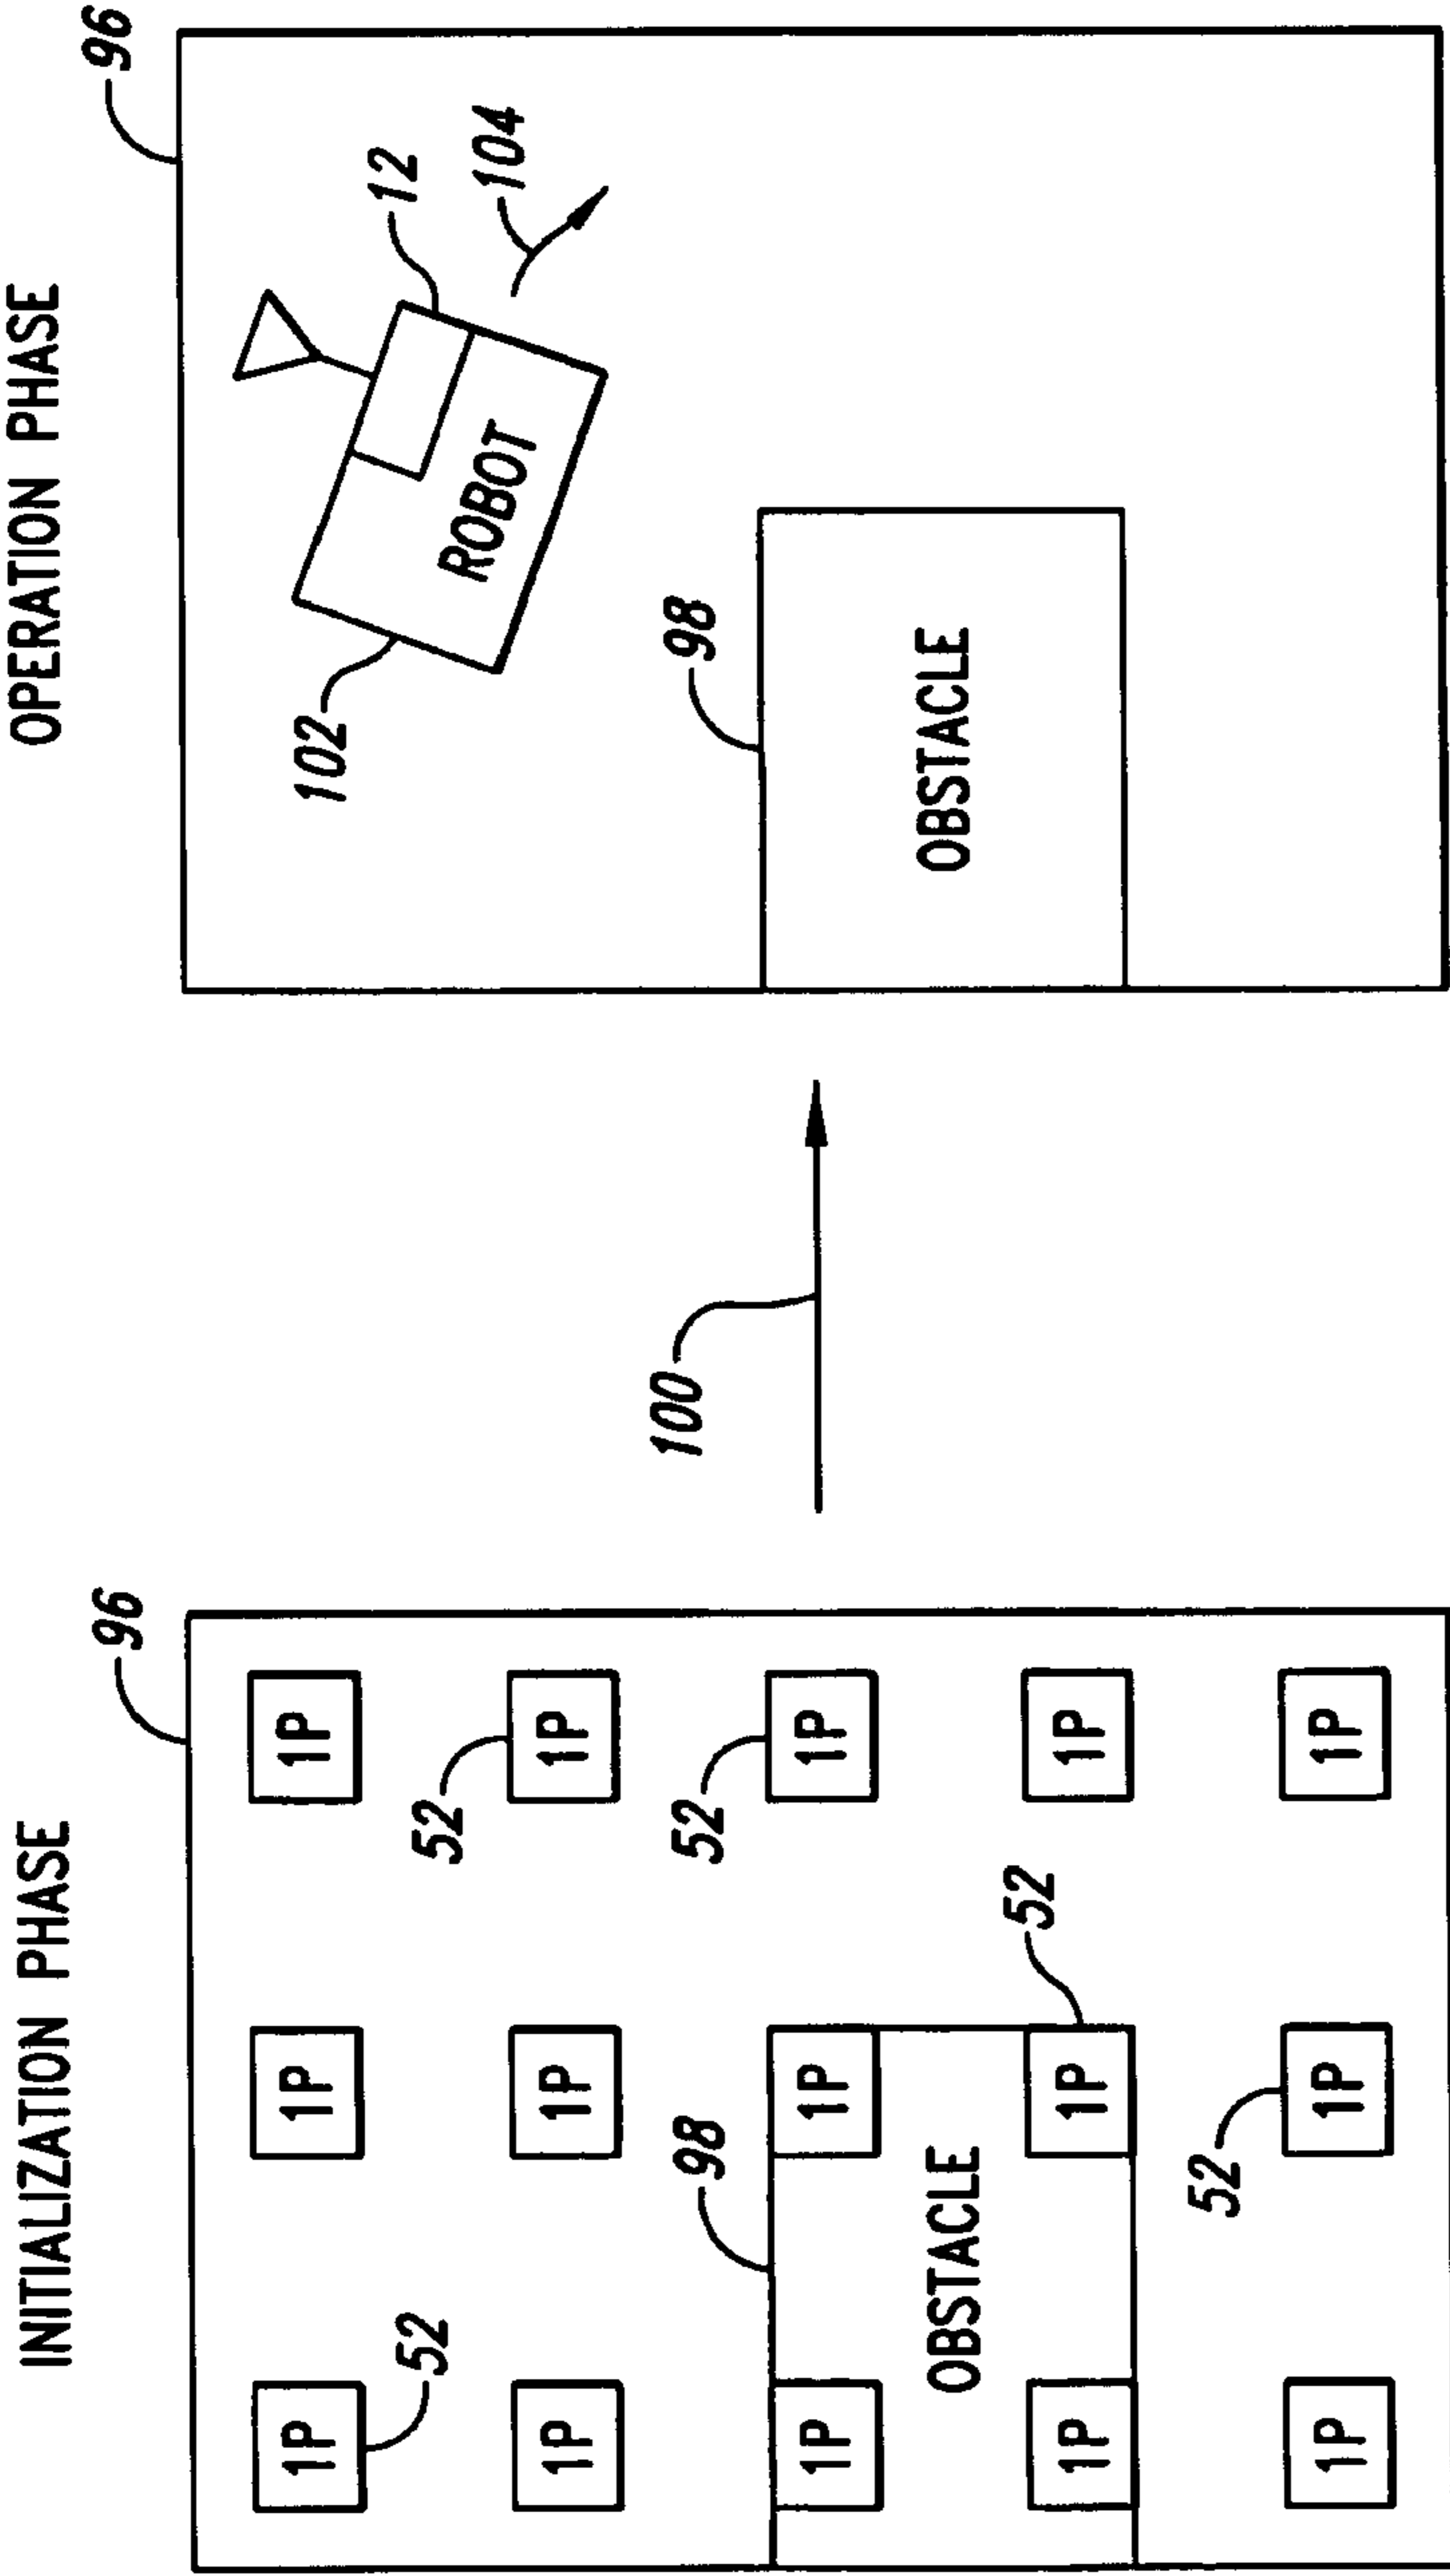 INITIALIZATION PHASE
96
1P 1P 1P
52 52
1P 1P 1P
98 52
1P 1P 1P
OBSTACLE
52
1P 1P 1P
52
1P 1P 1P
100
OPERATION PHASE
96
12
102
104
ROBOT
98
OBSTACLE